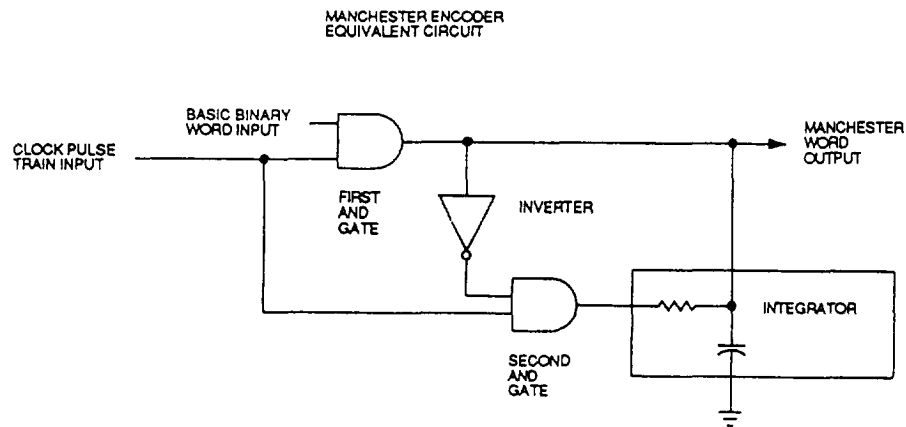 MANCHESTER ENCODER
EQUIVALENT CIRCUIT
BASIC BINARY
WORD INPUT
CLOCK PULSE
TRAIN INPUT
MANCHESTER
WORD
OUTPUT
FIRST
AND
GATE
INVERTER
INTEGRATOR
SECOND
AND
GATE